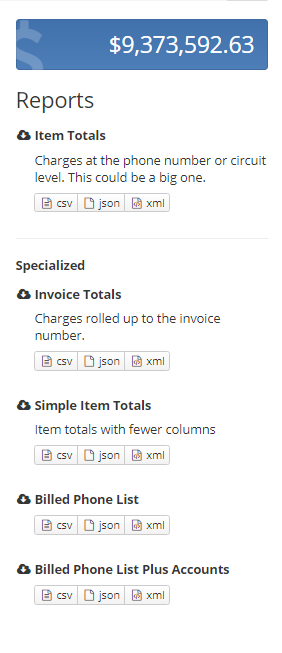 $9,373,592.63
Reports
Item Totals
Charges at the phone number or circuit
level. This could be a big one.
csv json xml
Specialized
Invoice Totals
Charges rolled up to the invoice
number.
csv json xml
Simple Item Totals
Item totals with fewer columns
csv json xml
Billed Phone List
csv json xml
Billed Phone List Plus Accounts
csv json xml